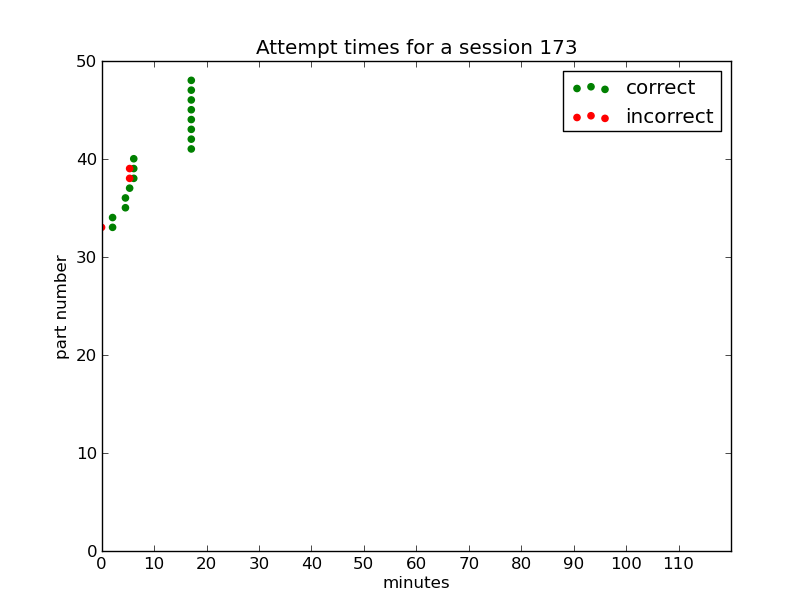 Attempt times for a session 173
50
correct
incorrect
40
30
part number
20
10
0
0 10 20 30 40 50 60 70 80 90 100 110
minutes